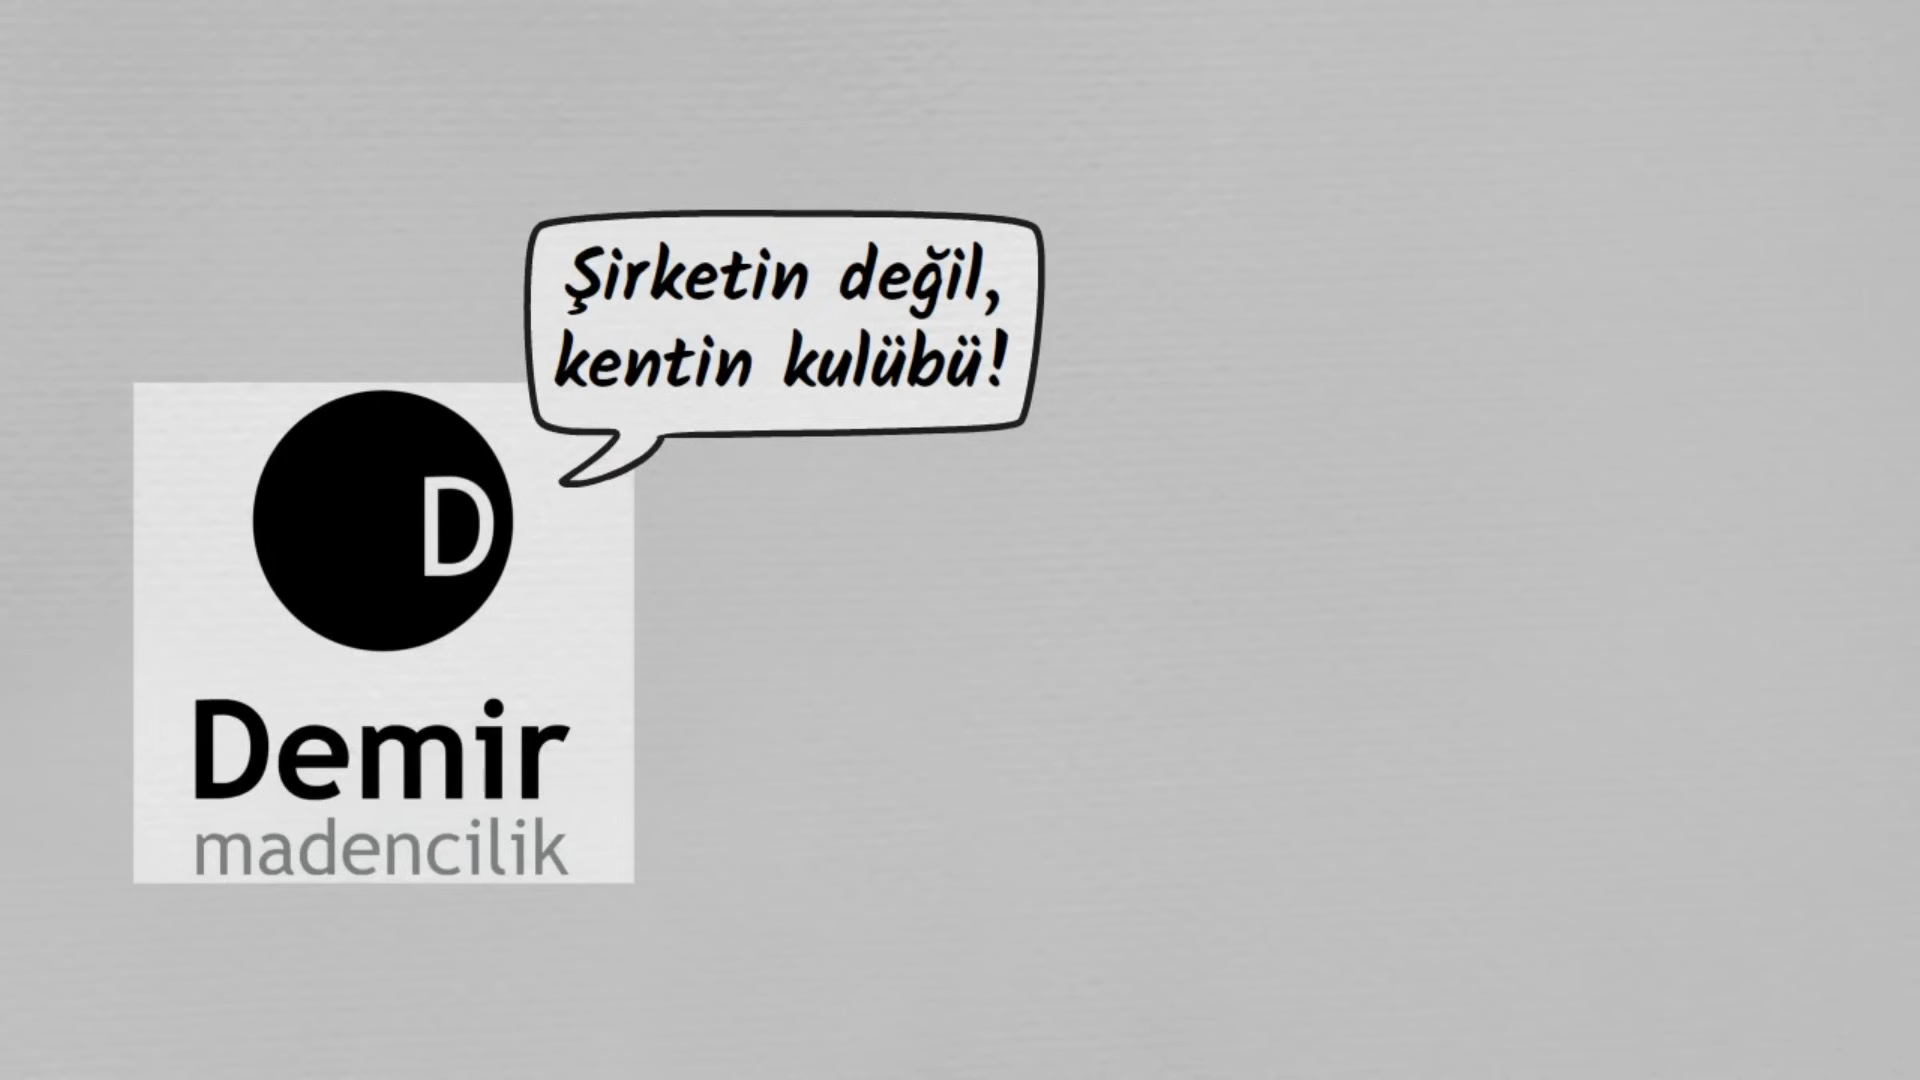 Şirketin değil,
kentin kulübü!
D
Demir
madencilik